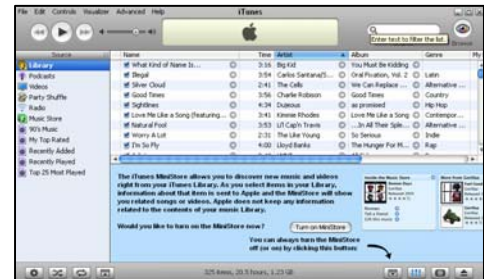 File Edit Controls Visualizer Advanced Help
iTunes
Enter text to filter the list.
Browse
Source
Name Time Artist Album Genre My
Library
Podcasts
Videos
Party Shuffle
Radio
Music Store
90's Music
My Top Rated
Recently Added
Recently Played
Top 25 Most Played
What Kind of Name Is... 3:16 Big Kid You Must Be Kidding
Illegal 3:54 Carlos Santana/S... Oral Fixation, Vol. 2 Latin
Silver Cloud 2:41 The Cells We Can Replace ... Alternative ...
Good Times 3:56 Charlie Robison Good Times Country
Sightlines 4:34 as promised Hip Hop
Love Me Like a Song (featuring... 3:41 Kimmie Rhodes Love Me Like a Song Contempor...
Natural Fool 3:53 Li'l Cap'n Travis ...In All Their Sple... Alternative ...
Worry A Lot 2:31 The Like Young So Serious Indie
I'm So Fly 4:00 Lloyd Banks The Hunger For M... Rap
The iTunes MiniStore allows you to discover new music and videos
right from your iTunes Library. As you select items in your Library,
information about that item is sent to Apple and the MiniStore will show
you related songs or videos. Apple does not keep any information
related to the contents of your music Library.
Would you like to turn on the MiniStore now? Turn on MiniStore
You can always turn the MiniStore
off (or on) by clicking this button:
Inside the Music Store
More from Gorillaz
325 items, 20.5 hours, 1.23 GB